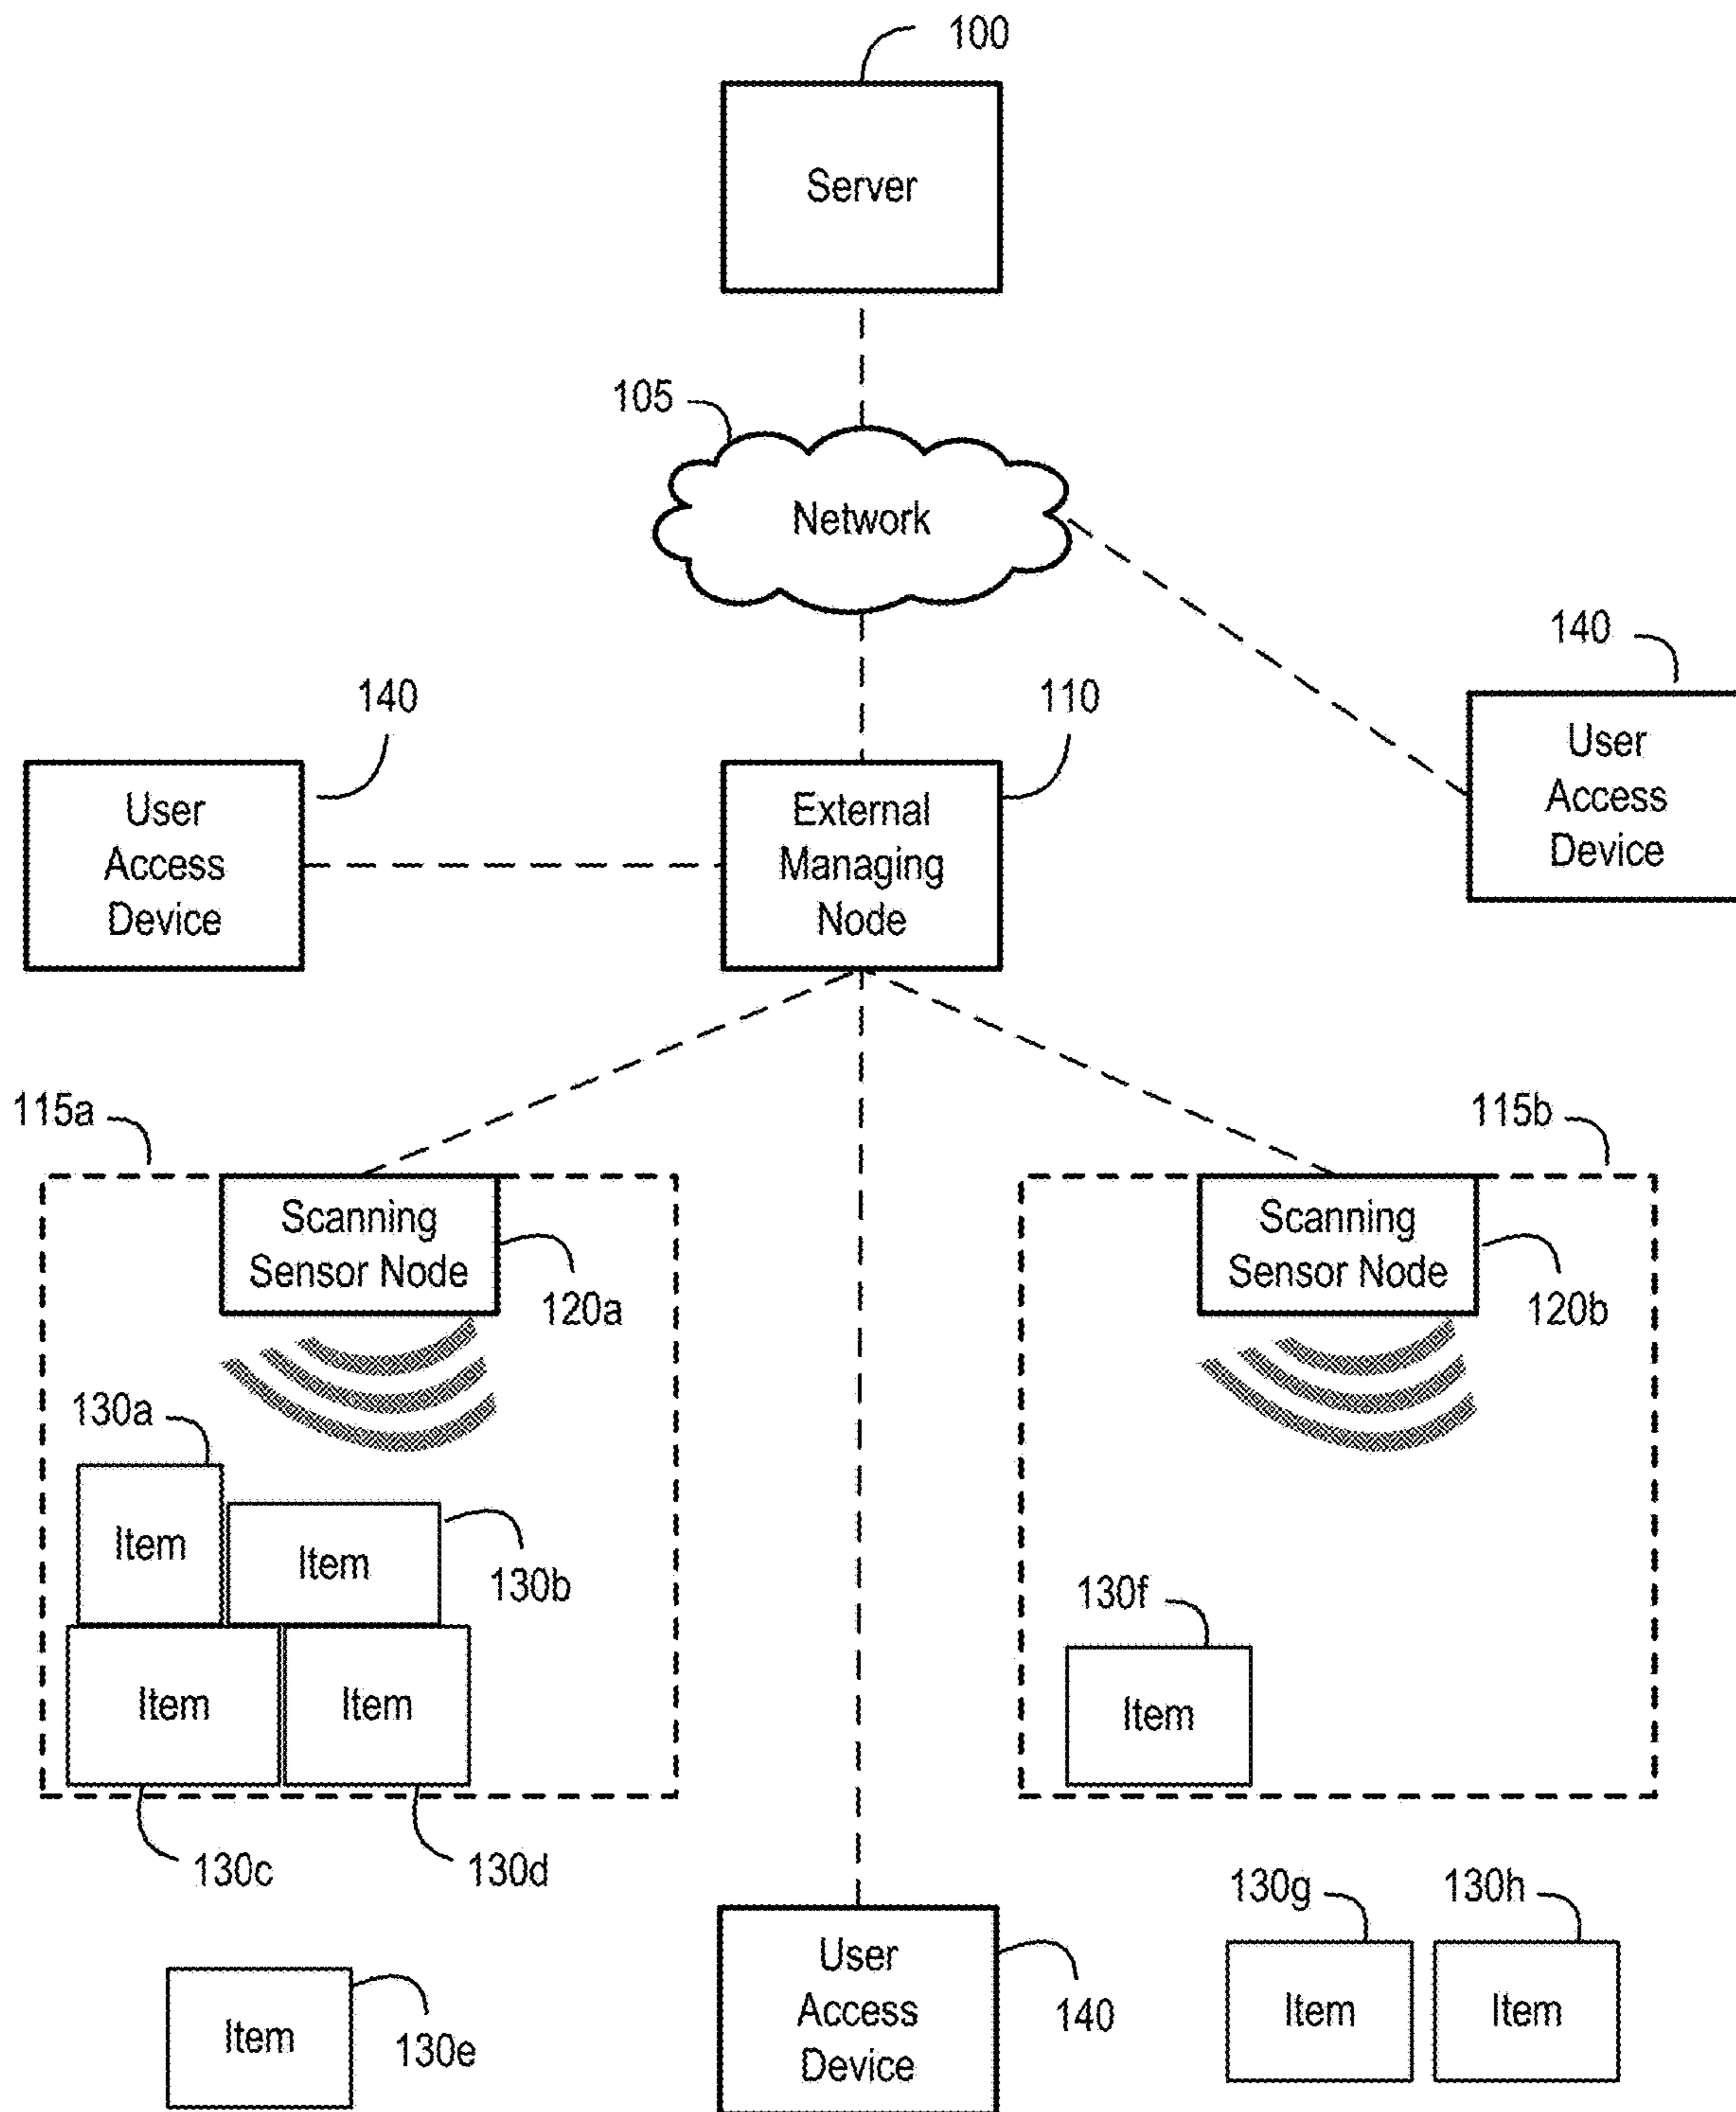 100
Server
105
Network
140
User
Access
Device
140
User
Access
Device
110
External
Managing
Node
115a
Scanning
Sensor Node
120a
115b
Scanning
Sensor Node
120b
130a
Item
Item
130b
Item
Item
130c
130d
130f
Item
Item
130e
User
Access
Device
140
130g
130h
Item
Item